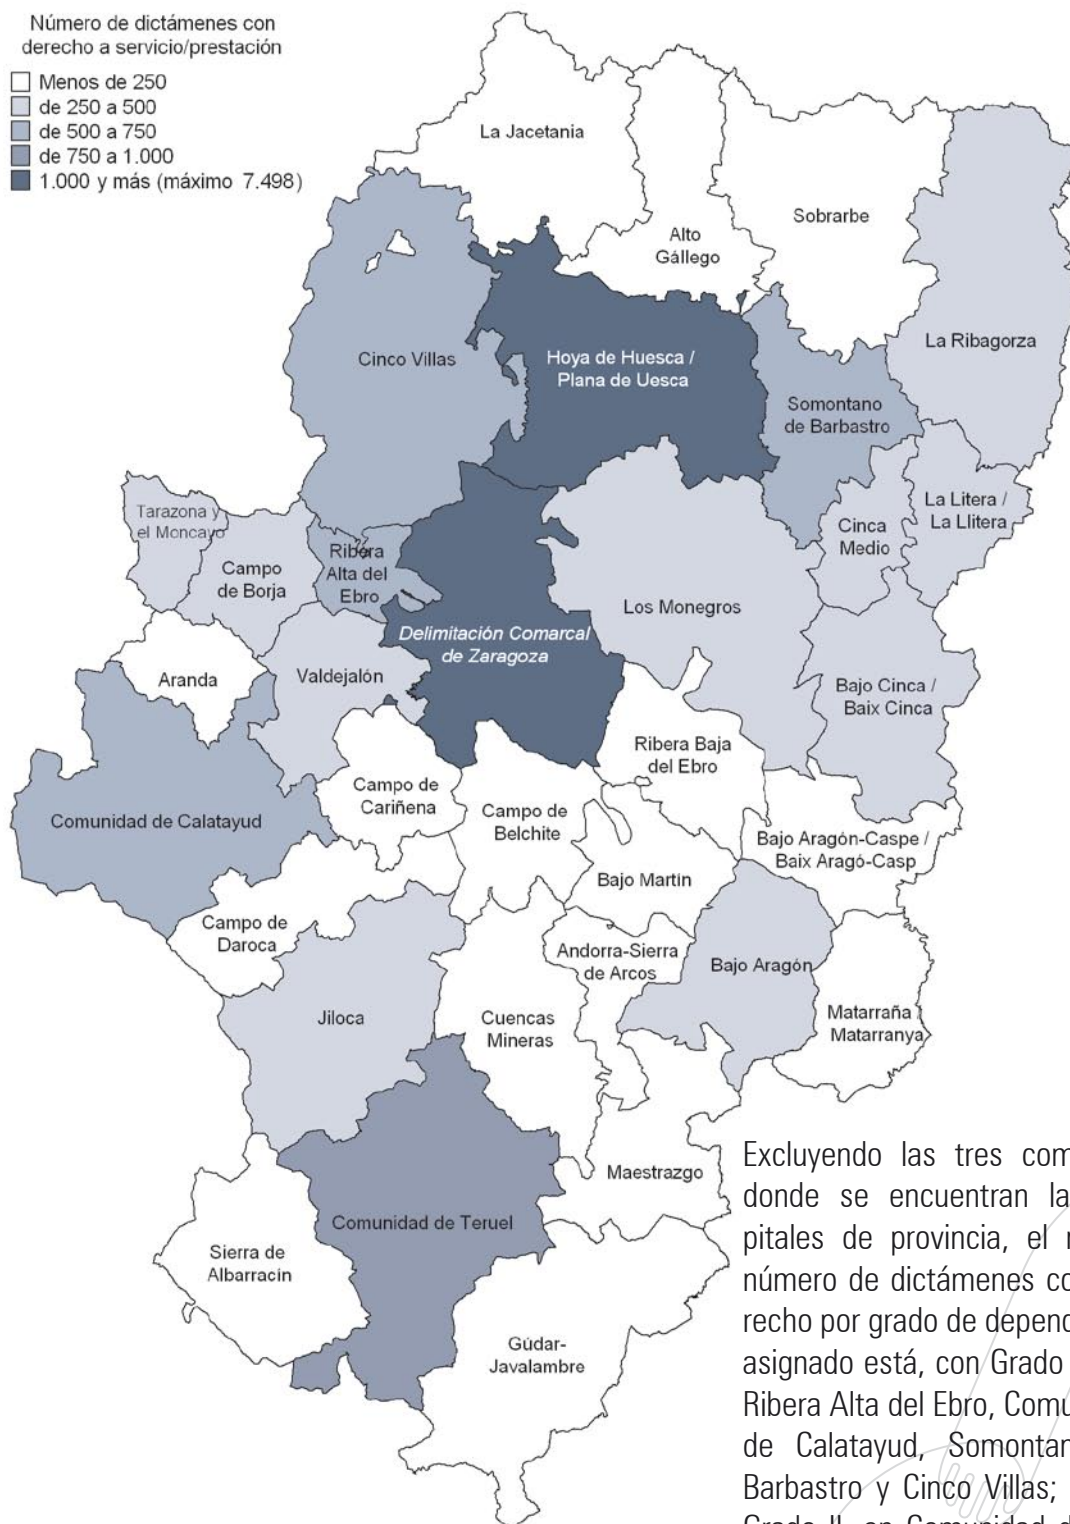 Número de dictámenes con
derecho a servicio/prestación
Menos de 250
de 250 a 500
de 500 a 750
de 750 a 1.000
1.000 y más (máximo 7.498)
La Jacetania
Alto
Gállego
Sobrarbe
La Ribagorza
Cinco Villas
Hoya de Huesca /
Plana de Uesca
Somontano
de Barbastro
Tarazona y
el Moncayo
Campo
de Borja
Ribera
Alta del
Ebro
Cinca
Medio
La Litera /
La Llitera
Los Monegros
Delimitación Comarcal
de Zaragoza
Aranda
Valdejalón
Bajo Cinca /
Baix Cinca
Ribera Baja
del Ebro
Campo de
Cariñena
Campo de
Belchite
Comunidad de Calatayud
Bajo Aragón-Caspe /
Baix Aragó-Casp
Bajo Martín
Campo de
Daroca
Andorra-Sierra
de Arcos
Bajo Aragón
Jiloca
Cuencas
Mineras
Matarraña /
Matarranya
Maestrazgo
Comunidad de Teruel
Sierra de
Albarracín
Gúdar-
Javalambre
Excluyendo las tres com
donde se encuentran la
pitales de provincia, el
número de dictámenes co
recho por grado de depend
asignado está, con Grado
Ribera Alta del Ebro, Comu
de Calatayud, Somontan
Barbastro y Cinco Villas;
Grado II, en Comunidad d